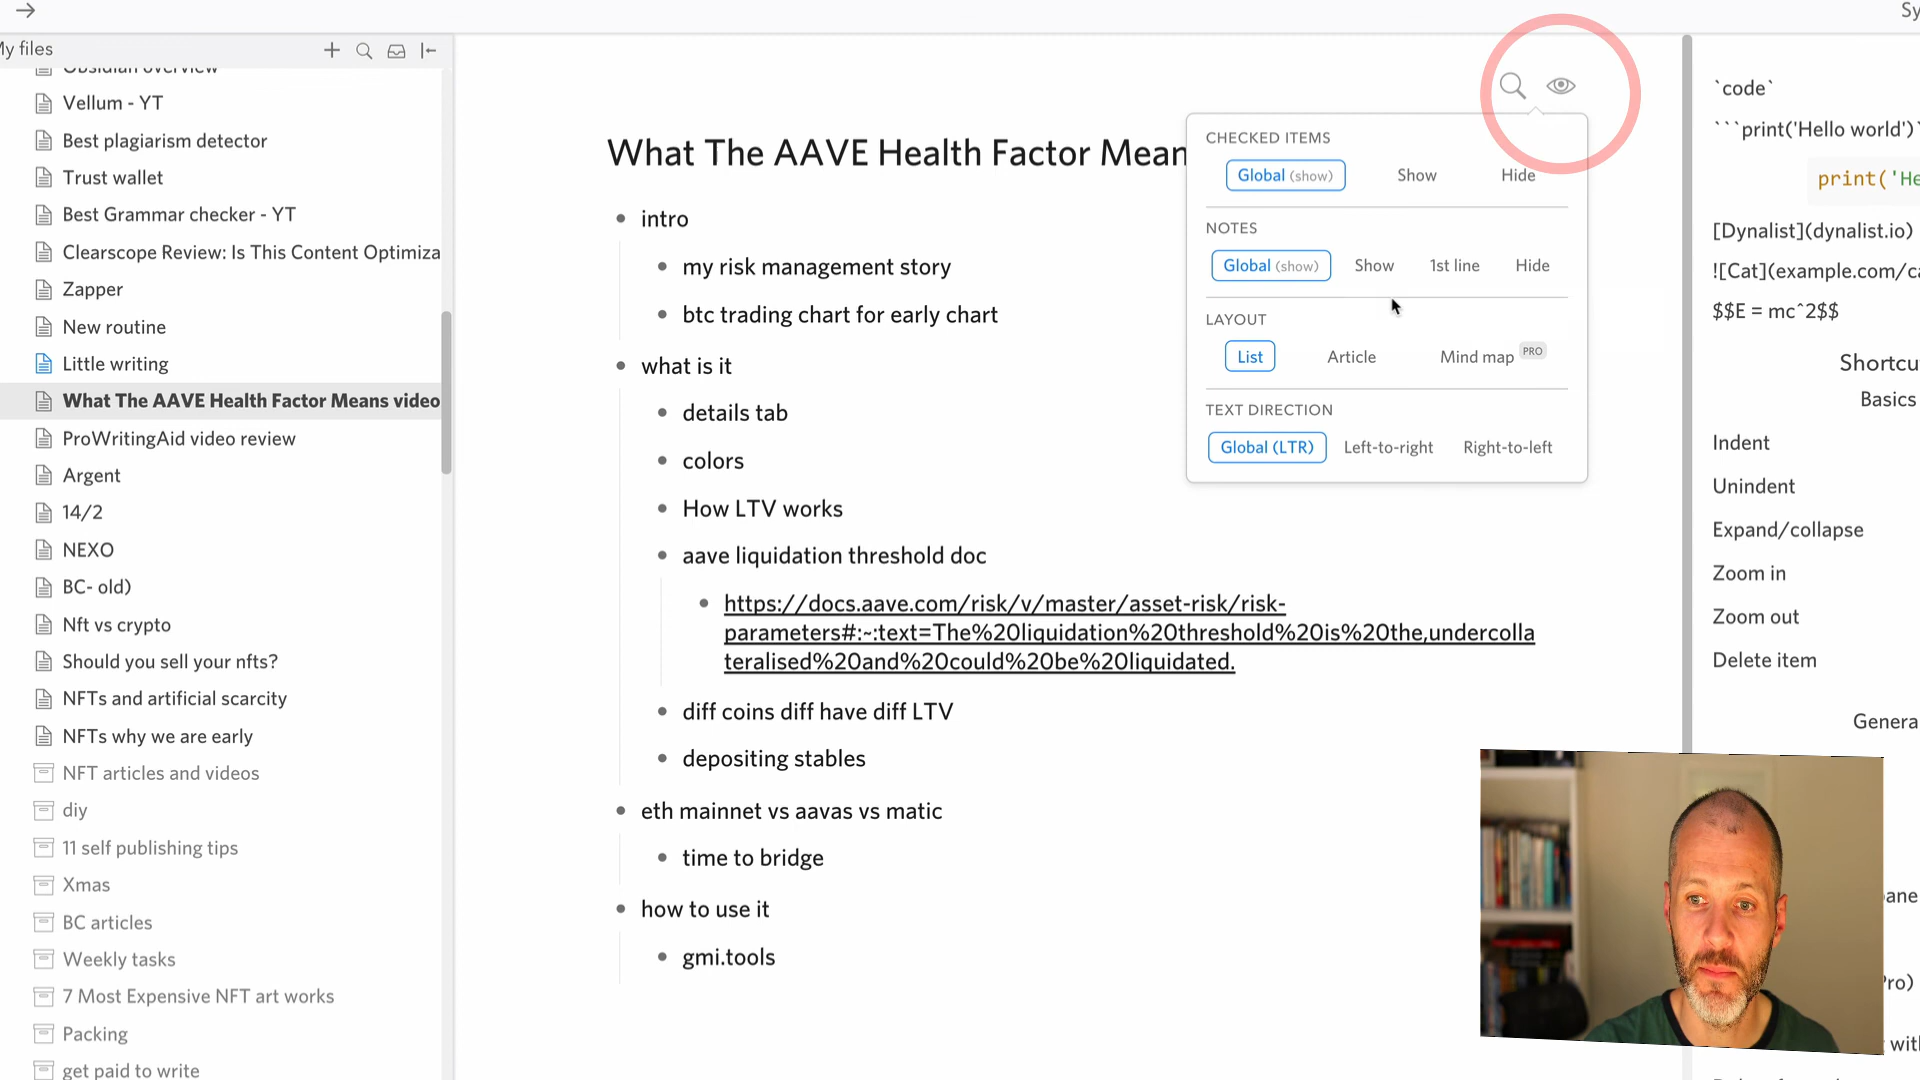 Sy
My files
Obsidian overview
Vellum - YT
Best plagiarism detector
Trust wallet
Best Grammar checker - YT
Clearscope Review: Is This Content Optimiza
Zapper
New routine
Little writing
What The AAVE Health Factor Means video
ProWritingAid video review
Argent
14/2
NEXO
BC- old)
Nft vs crypto
Should you sell your nfts?
NFTs and artificial scarcity
NFTs why we are early
NFT articles and videos
diy
11 self publishing tips
Xmas
BC articles
Weekly tasks
7 Most Expensive NFT art works
Packing
get paid to write
What The AAVE Health Factor Mean
intro
my risk management story
btc trading chart for early chart
what is it
details tab
colors
How LTV works
aave liquidation threshold doc
https://docs.aave.com/risk/v/master/asset-risk/risk-
parameters#:~:text=The%20liquidation%20threshold%20is%20the,undercolla
teralised%20and%20could%20be%20liquidated.
diff coins diff have diff LTV
depositing stables
eth mainnet vs aavas vs matic
time to bridge
how to use it
gmi.tools
CHECKED ITEMS
Global (show) Show Hide
NOTES
Global (show) Show 1st line Hide
LAYOUT
List Article Mind map PRO
TEXT DIRECTION
Global (LTR) Left-to-right Right-to-left
`code`
```print('Hello world')`
print('He
[Dynalist](dynalist.io)
![Cat](example.com/ca
$$E = mc^2$$
Shortcu
Basics
Indent
Unindent
Expand/collapse
Zoom in
Zoom out
Delete item
Genera
ane
Pro)
with